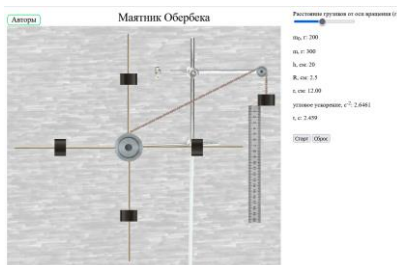 Авторы
Маятник Обербека
Расстояние грузиков от оси вращения
m₀, г: 200
m, г: 300
h, см: 20
R, см: 2.5
r, см: 12.00
угловое ускорение, с⁻²: 2.6461
t, с: 2.459
Старт
Сброс